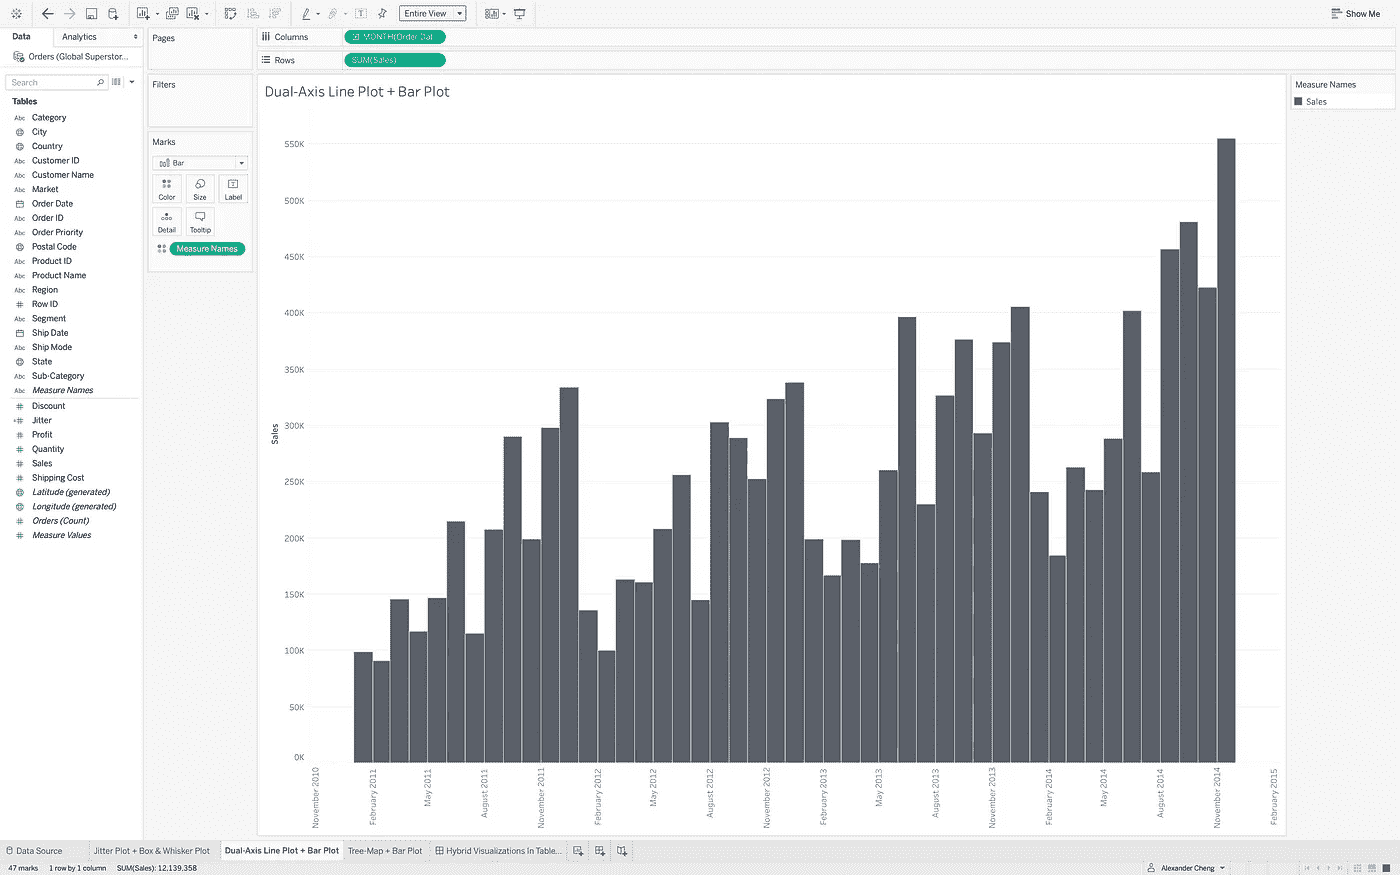 Entire View
Show Me
Data
Analytics
Pages
Columns
MONTH(Order Dat
Orders (Global Superstor...
Rows
SUM(Sales)
Search
Filters
Dual-Axis Line Plot + Bar Plot
Measure Names
Sales
Tables
Category
City
Country
Customer ID
Customer Name
Market
Order Date
Order ID
Order Priority
Postal Code
Product ID
Product Name
Region
Row ID
Segment
Ship Date
Ship Mode
State
Sub-Category
Measure Names
Discount
Jitter
Profit
Quantity
Sales
Shipping Cost
Latitude (generated)
Longitude (generated)
Orders (Count)
Measure Values
Marks
Bar
Color
Size
Label
Detail
Tooltip
Measure Names
Sales
550K
500K
450K
400K
350K
300K
250K
200K
150K
100K
50K
0K
November 2010
February 2011
May 2011
August 2011
November 2011
February 2012
May 2012
August 2012
November 2012
February 2013
May 2013
August 2013
November 2013
February 2014
May 2014
August 2014
November 2014
February 2015
Data Source
Jitter Plot + Box & Whisker Plot
Dual-Axis Line Plot + Bar Plot
Tree-Map + Bar Plot
Hybrid Visualizations In Table...
47 marks
1 row by 1 column
SUM(Sales): 12,139,358
Alexander Cheng